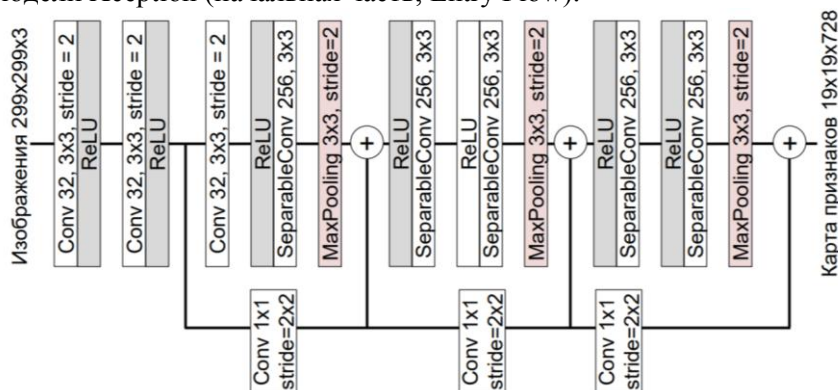 модели Xception (начальная часть, Entry Flow).
Изображения 299x299x3
Conv 32, 3x3, stride = 2
ReLU
Conv 32, 3x3, stride = 2
ReLU
Conv 32, 3x3, stride = 2
ReLU
SeparableConv 256, 3x3
MaxPooling 3x3, stride=2
+
ReLU
SeparableConv 256, 3x3
ReLU
SeparableConv 256, 3x3
MaxPooling 3x3, stride=2
+
ReLU
SeparableConv 256, 3x3
ReLU
SeparableConv 256, 3x3
MaxPooling 3x3, stride=2
+
Карта признаков 19x19x728
Conv 1x1
stride=2x2
Conv 1x1
stride=2x2
Conv 1x1
stride=2x2